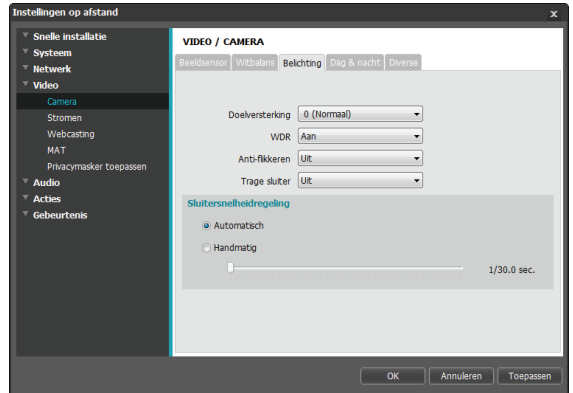 Instellingen op afstand
x
Snelle installatie
Systeem
Netwerk
Video
Camera
Stromen
Webcasting
MAT
Privacymasker toepassen
Audio
Acties
Gebeurtenis
VIDEO / CAMERA
Beeldsensor Witbalans Belichting Dag & nacht Diverse
Doelversterking 0 (Normaal)
WDR Aan
Anti-flikkeren Uit
Trage sluiter Uit
Sluitersnelheidregeling
Automatisch
Handmatig
1/30.0 sec.
OK Annuleren Toepassen